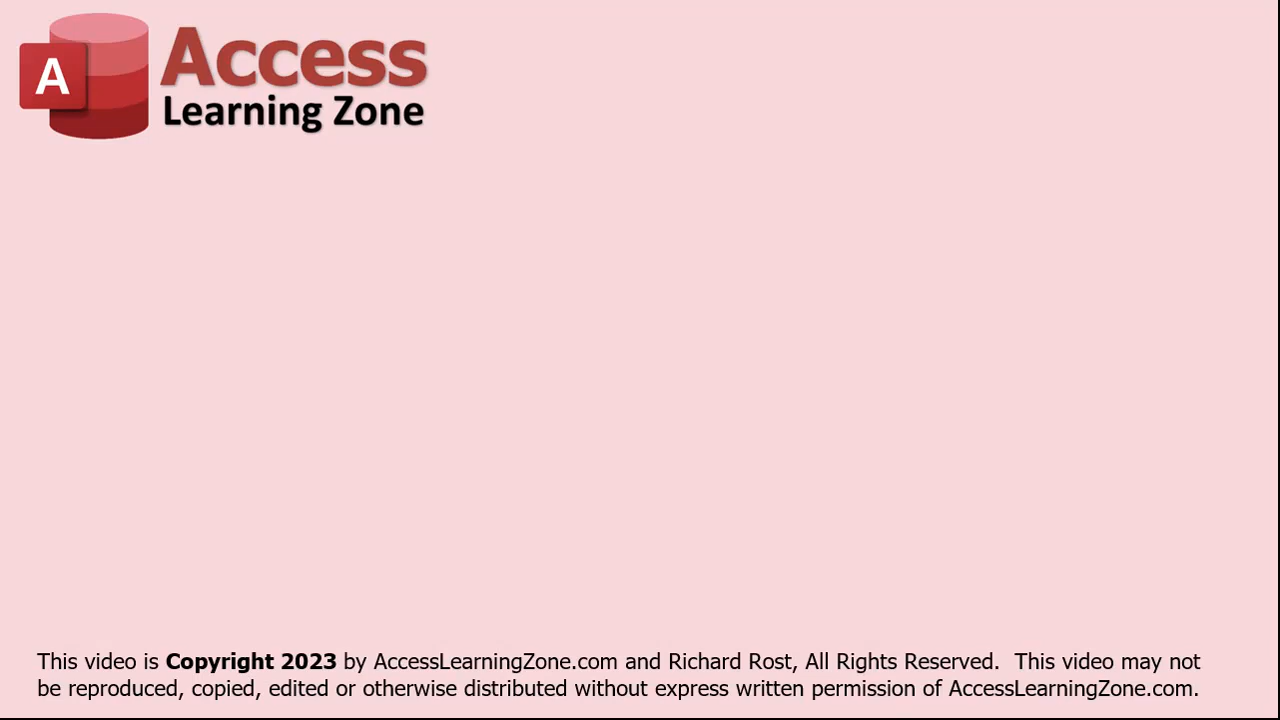 A
Access
Learning Zone
This video is Copyright 2023 by AccessLearningZone.com and Richard Rost, All Rights Reserved.  This video may not
be reproduced, copied, edited or otherwise distributed without express written permission of AccessLearningZone.com.